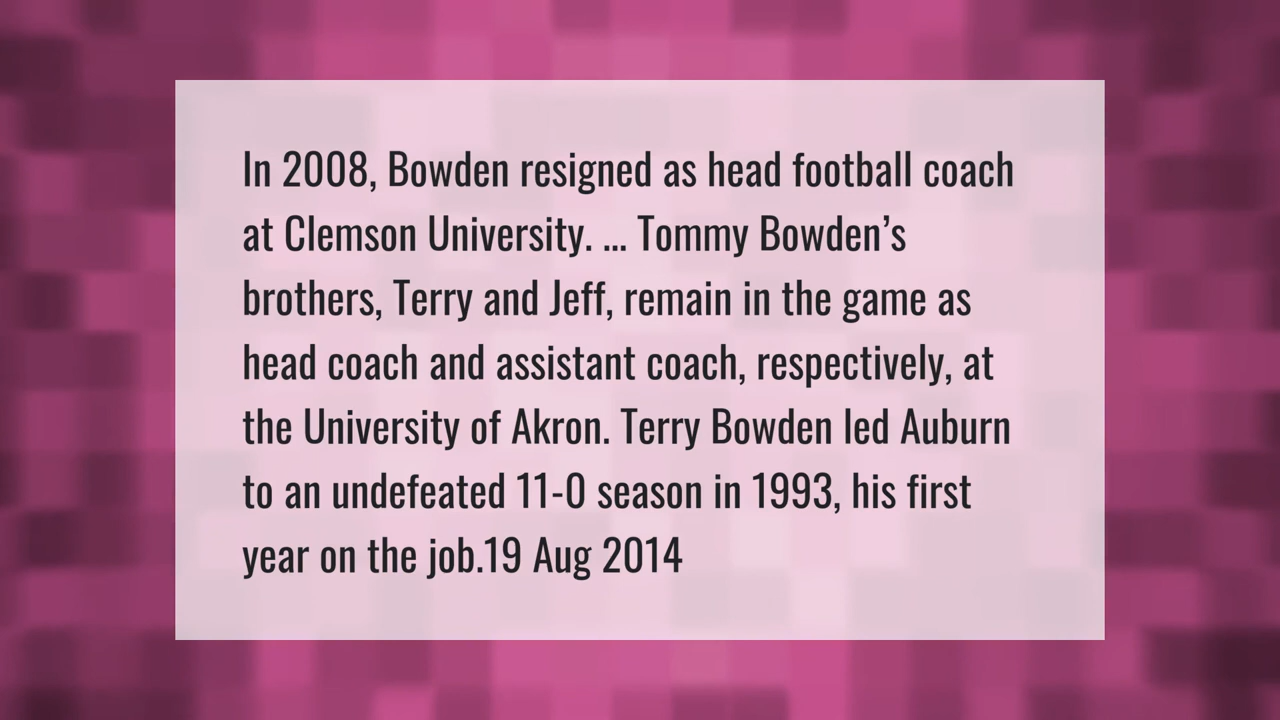 In 2008, Bowden resigned as head football coach
at Clemson University. ... Tommy Bowden’s
brothers, Terry and Jeff, remain in the game as
head coach and assistant coach, respectively, at
the University of Akron. Terry Bowden led Auburn
to an undefeated 11-0 season in 1993, his first
year on the job.19 Aug 2014